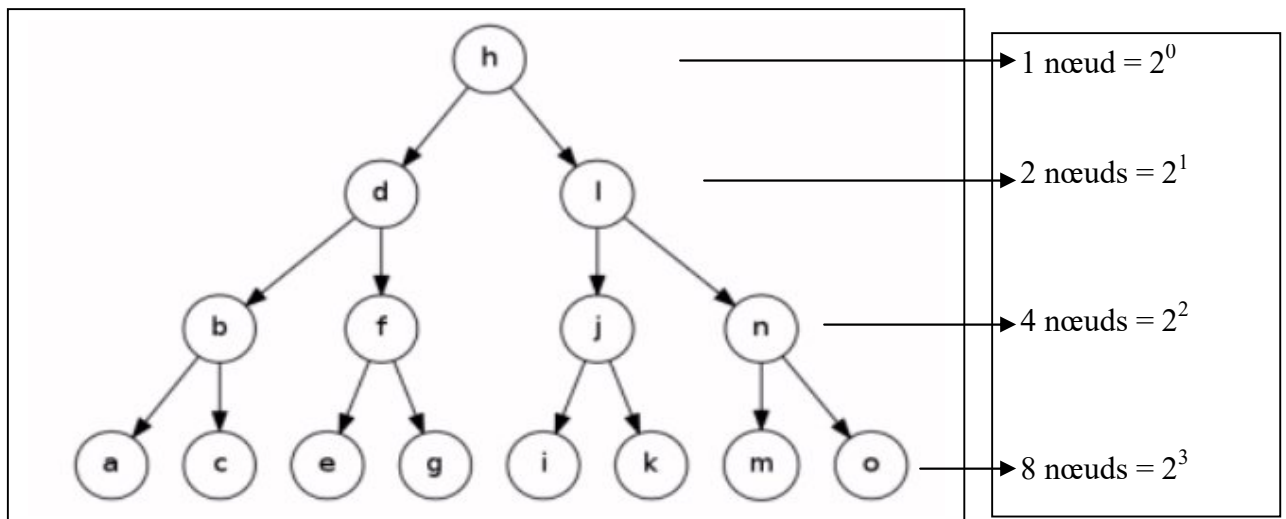 h
1 nœud = 2⁰
d l
2 nœuds = 2¹
b f j n
4 nœuds = 2²
a c e g i k m o
8 nœuds = 2³